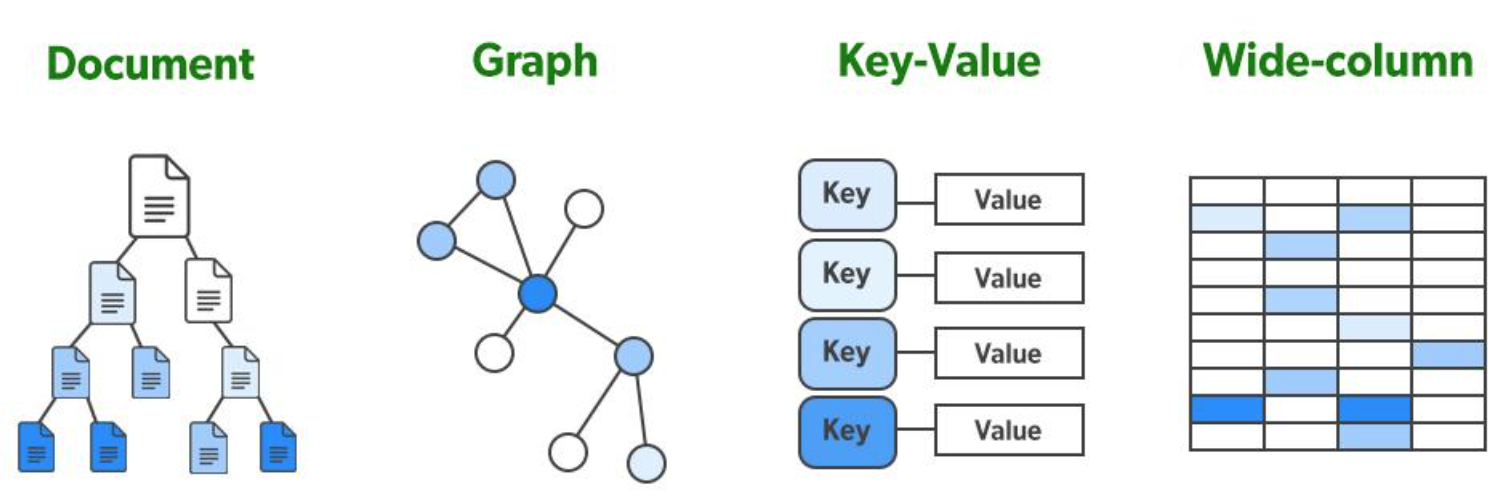 Document
Graph
Key-Value
Wide-column
Key
Value
Key
Value
Key
Value
Key
Value